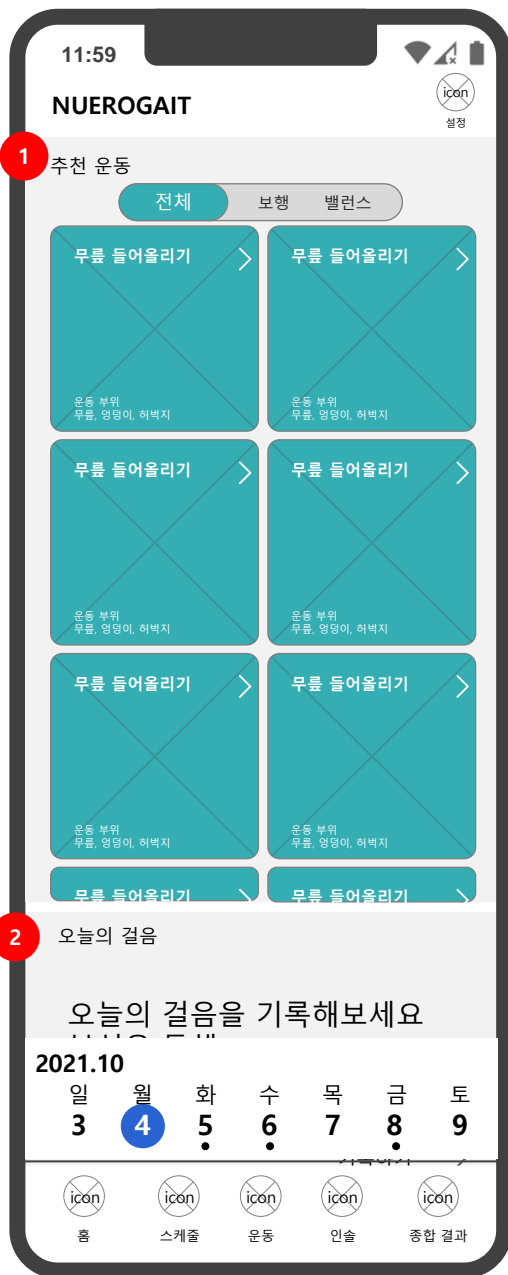 11:59
NUEROGAIT
icon
설정
1
추천 운동
전체 보행 밸런스
무릎 들어올리기 무릎 들어올리기
운동 부위 운동 부위
무릎, 엉덩이, 허벅지 무릎, 엉덩이, 허벅지
무릎 들어올리기 무릎 들어올리기
운동 부위 운동 부위
무릎, 엉덩이, 허벅지 무릎, 엉덩이, 허벅지
무릎 들어올리기 무릎 들어올리기
운동 부위 운동 부위
무릎, 엉덩이, 허벅지 무릎, 엉덩이, 허벅지
무릎 들어올리기 무릎 들어올리기
2
오늘의 걸음
오늘의 걸음을 기록해보세요
2021.10
일 월 화 수 목 금 토
3 4 5 6 7 8 9
icon icon icon icon icon
홈 스케줄 운동 인솔 종합 결과